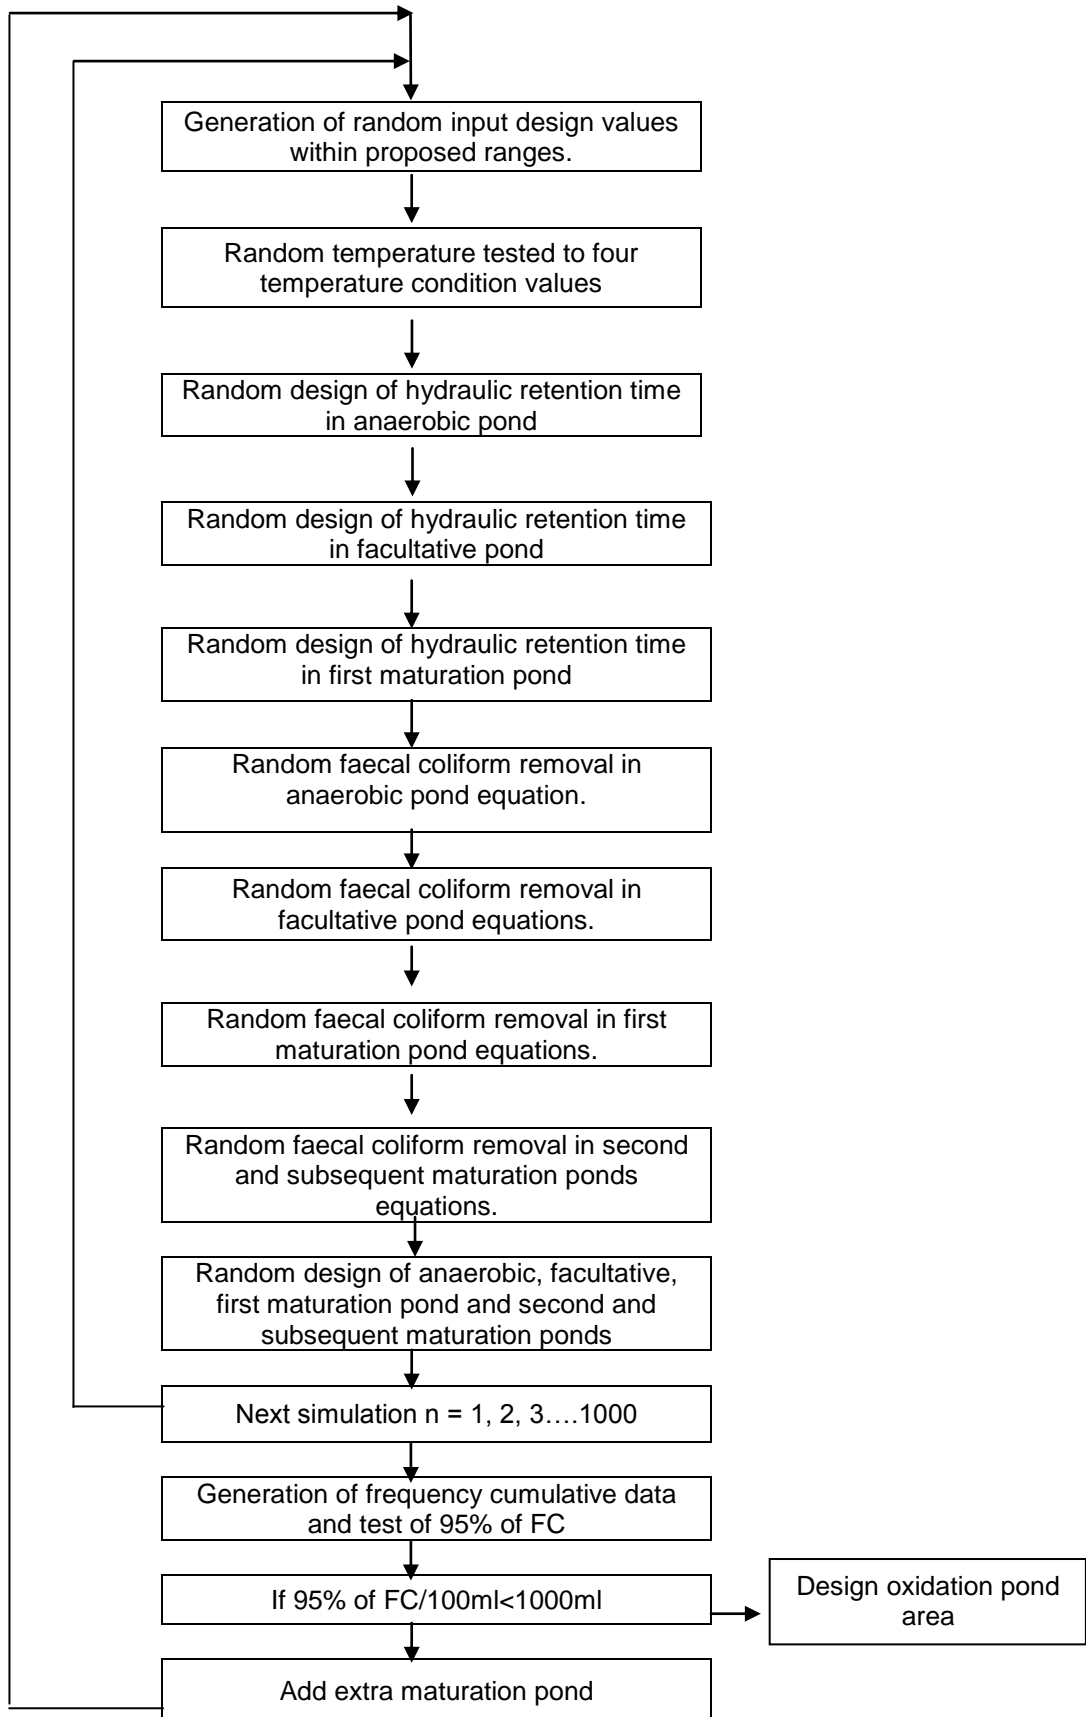 Generation of random input design values
within proposed ranges.
Random temperature tested to four
temperature condition values
Random design of hydraulic retention time
in anaerobic pond
Random design of hydraulic retention time
in facultative pond
Random design of hydraulic retention time
in first maturation pond
Random faecal coliform removal in
anaerobic pond equation.
Random faecal coliform removal in
facultative pond equations.
Random faecal coliform removal in first
maturation pond equations.
Random faecal coliform removal in second
and subsequent maturation ponds
equations.
Random design of anaerobic, facultative,
first maturation pond and second and
subsequent maturation ponds
Next simulation n = 1, 2, 3….1000
Generation of frequency cumulative data
and test of 95% of FC
If 95% of FC/100ml<1000ml
Design oxidation pond
area
Add extra maturation pond